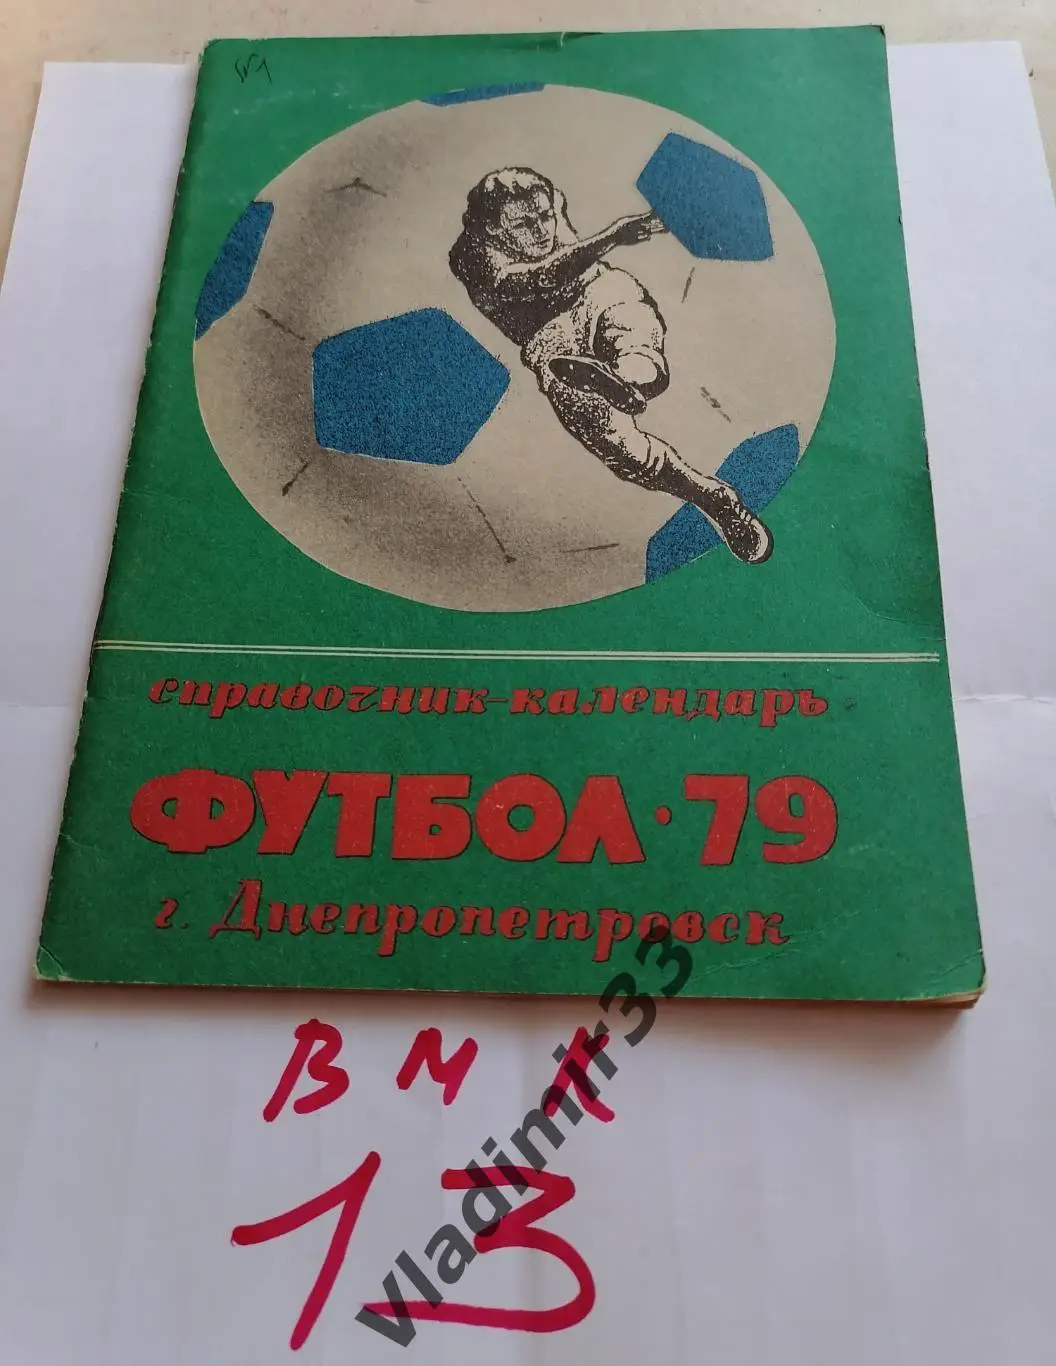 справочник-календарь
ФУТБОЛ·79
г. Днепропетровск
В М
13
Vladimir33